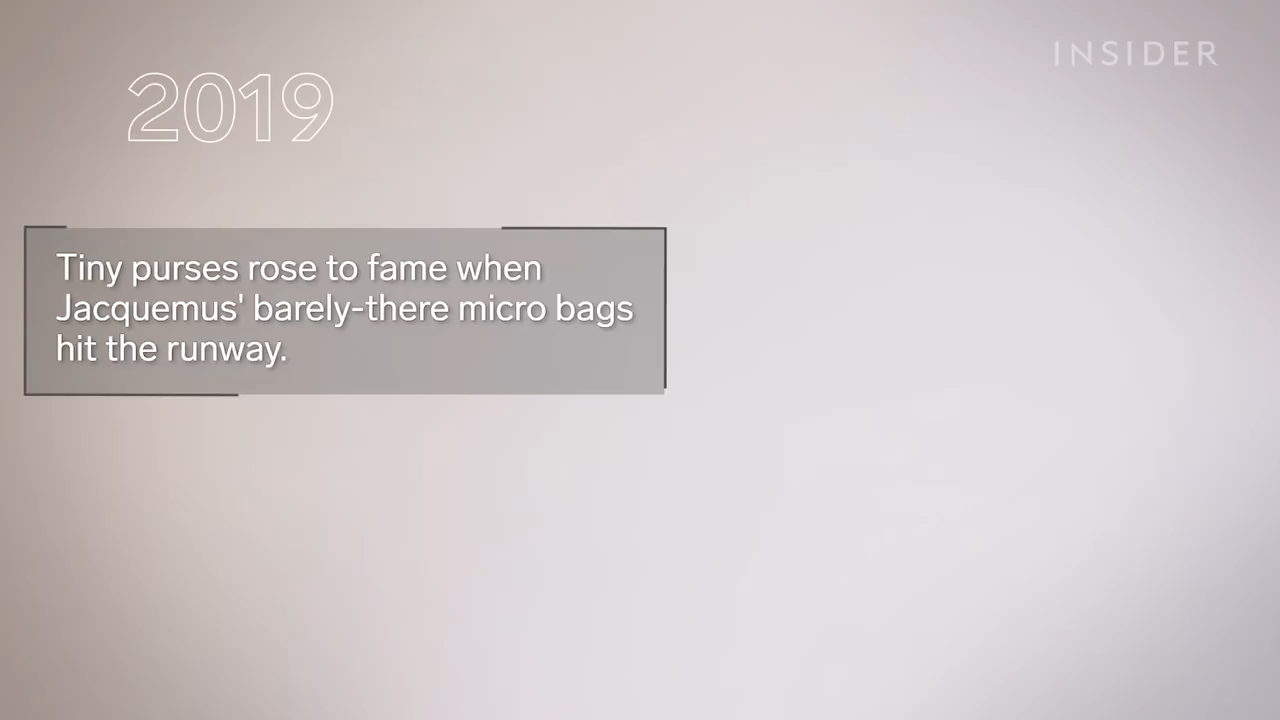 INSIDER
2019
Tiny purses rose to fame when
Jacquemus' barely-there micro bags
hit the runway.